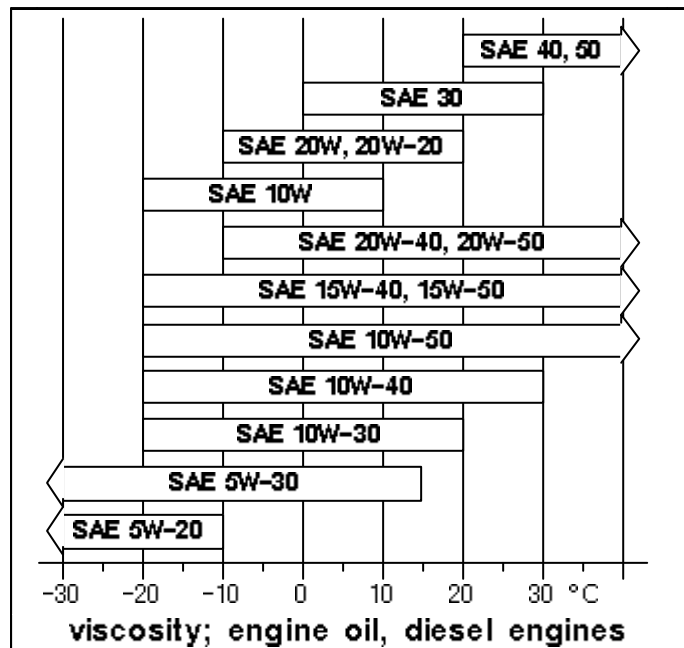 SAE 40, 50
SAE 30
SAE 20W, 20W-20
SAE 10W
SAE 20W-40, 20W-50
SAE 15W-40, 15W-50
SAE 10W-50
SAE 10W-40
SAE 10W-30
SAE 5W-30
SAE 5W-20
-30 -20 -10 0 10 20 30 °C
viscosity; engine oil, diesel engines